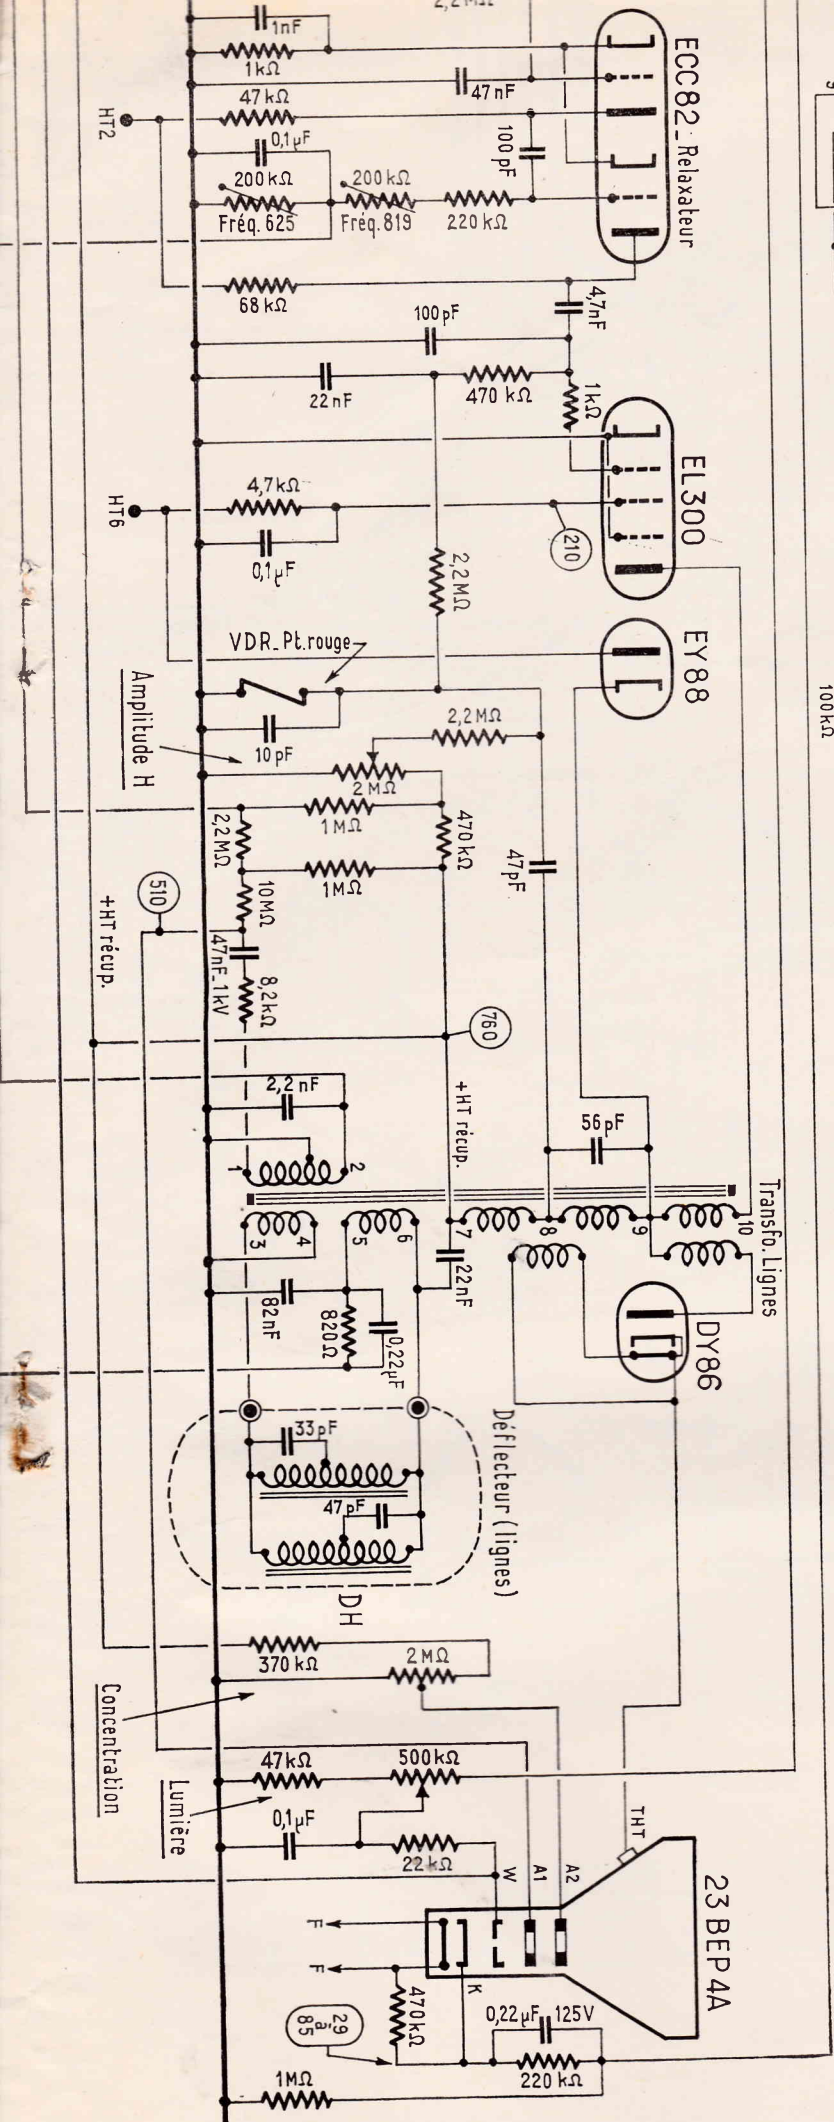 2,2MΩ
1nF
1kΩ
47nF
47kΩ
HT2
0,1µF
100pF
200kΩ
200kΩ
Fréq.625
Fréq.819
220kΩ
ECC82_Relaxateur
68kΩ
4,7nF
100pF
22nF
470kΩ
1kΩ
EL300
4,7kΩ
HT6
0,1µF
210
2,2MΩ
EY88
VDR_Pt.rouge
10pF
Amplitude H
2,2MΩ
2MΩ
1MΩ
2,2MΩ
470kΩ
1MΩ
47pF
100kΩ
510
10MΩ
+HT récup.
47nF_1kV
8,2kΩ
760
+HT récup.
2,2nF
56pF
1
2
3
4
5
6
7
8
9
10
Transfo.Lignes
22nF
82nF
820Ω
0,22µF
DY86
33pF
47pF
Déflecteur (lignes)
DH
370kΩ
2MΩ
Concentration
47kΩ
500kΩ
Lumière
0,1µF
22kΩ
THT
W
A1
A2
23BEP4A
F
F
K
470kΩ
29
à
85
0,22µF
125V
220kΩ
1MΩ